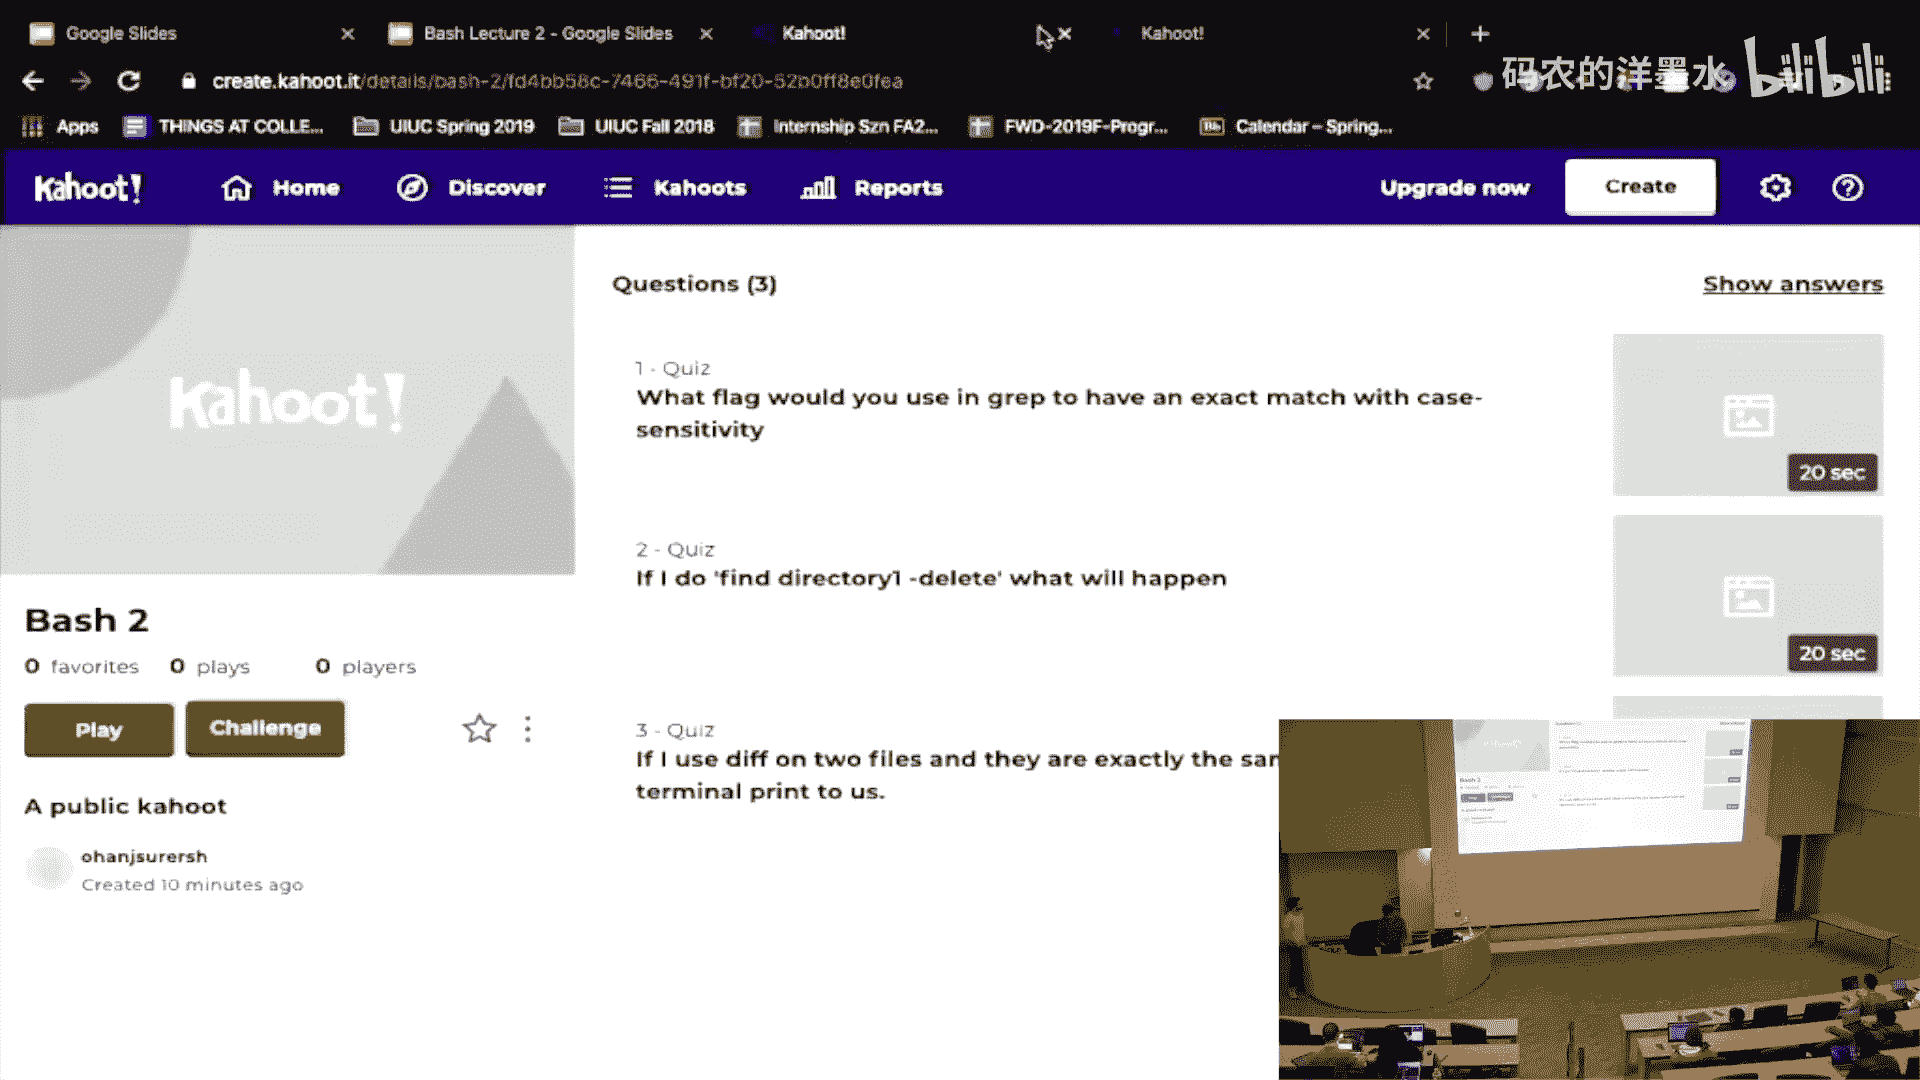 Google Slides
Bash Lecture 2 - Google Slides
Kahoot!
Kahoot!
create.kahoot.it/details/bash-2/fd4bb58c-7466-491f-bf20-52b0ff8e0fea
码农的洋墨水
bilibili
Apps
THINGS AT COLLE...
UIUC Spring 2019
UIUC Fall 2018
Internship Szn FA2...
FWD-2019F-Progr...
Calendar – Spring...
Kahoot!
Home
Discover
Kahoots
Reports
Upgrade now
Create
Kahoot!
Questions (3)
Show answers
1 - Quiz
What flag would you use in grep to have an exact match with case-
sensitivity
20 sec
2 - Quiz
If I do 'find directory1 -delete' what will happen
20 sec
Bash 2
0 favorites
0 plays
0 players
Play
Challenge
3 - Quiz
If I use diff on two files and they are exactly the
terminal print to us.
A public kahoot
ohanjsurersh
Created 10 minutes ago
Bash 2